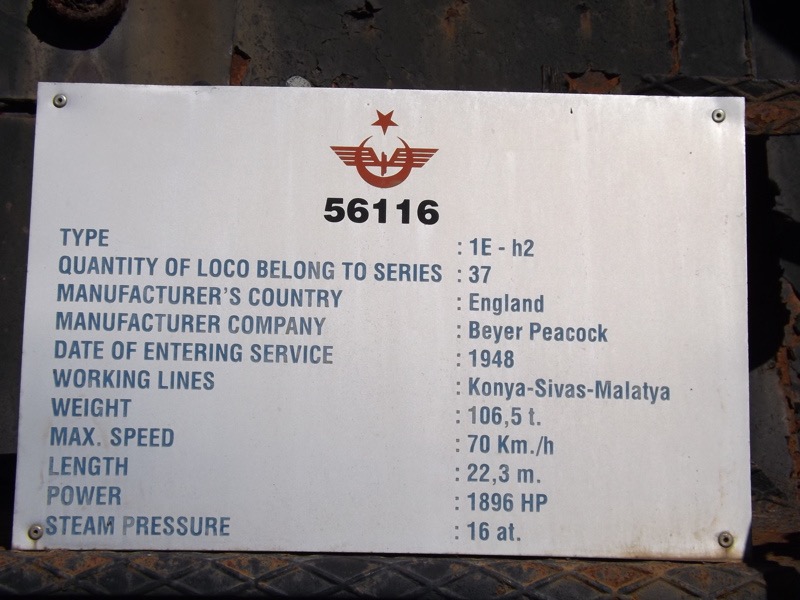 56116
TYPE : 1E - h2
QUANTITY OF LOCO BELONG TO SERIES : 37
MANUFACTURER'S COUNTRY : England
MANUFACTURER COMPANY : Beyer Peacock
DATE OF ENTERING SERVICE : 1948
WORKING LINES : Konya-Sivas-Malatya
WEIGHT : 106,5 t.
MAX. SPEED : 70 Km./h
LENGTH : 22,3 m.
POWER : 1896 HP
STEAM PRESSURE : 16 at.